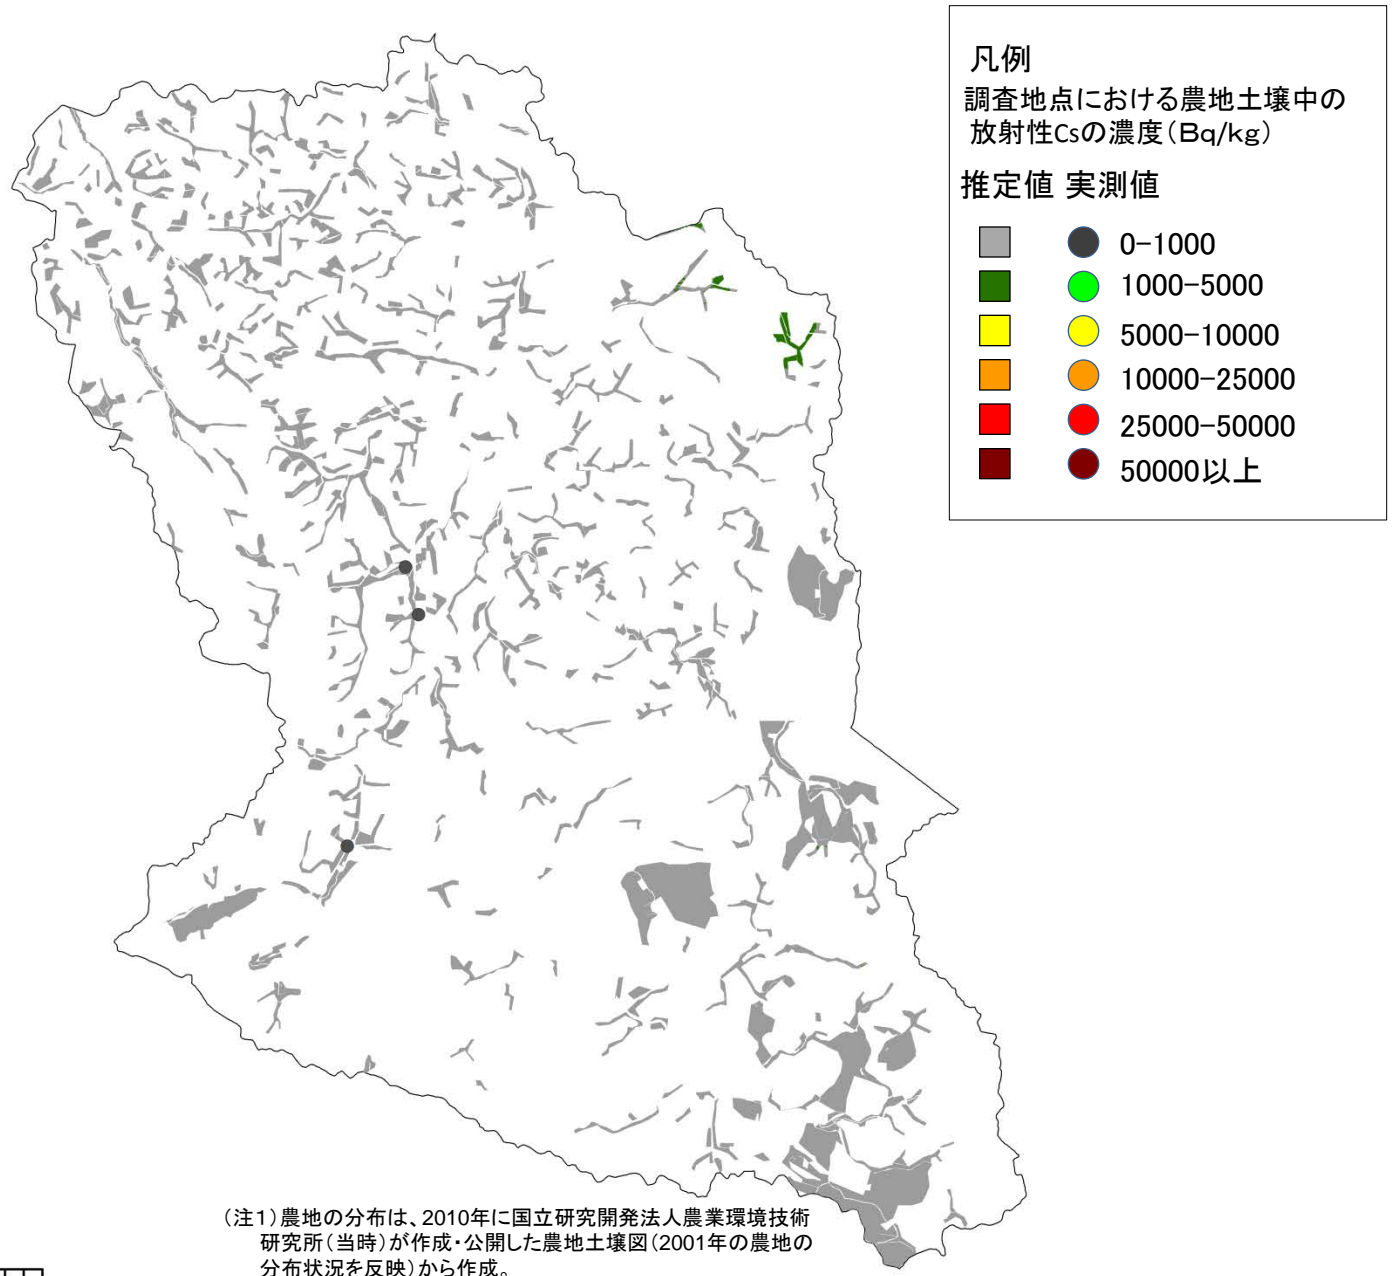 凡例
調査地点における農地土壌中の
放射性Csの濃度(Bq/kg)
推定値 実測値
0-1000
1000-5000
5000-10000
10000-25000
25000-50000
50000以上
(注1)農地の分布は、2010年に国立研究開発法人農業環境技術
研究所(当時)が作成・公開した農地土壌図(2001年の農地の
分布状況を反映)から作成。